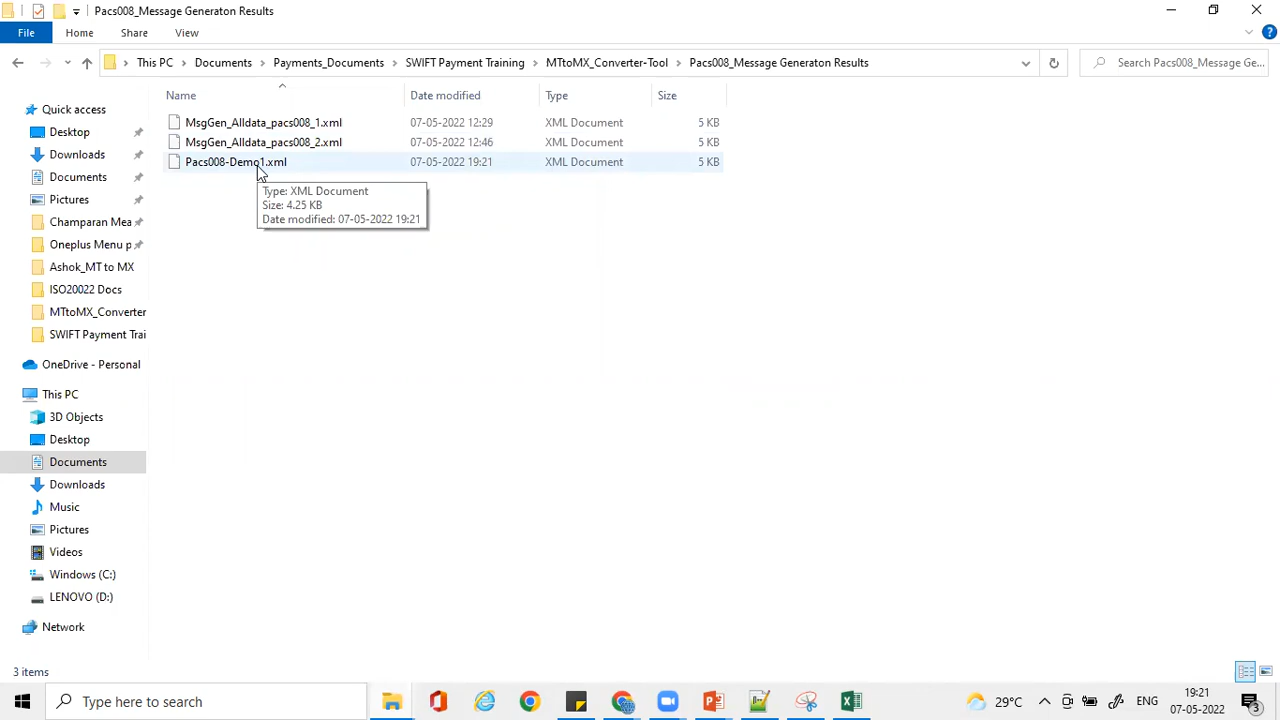 Pacs008_Message Generaton Results
File Home Share View
This PC Documents Payments_Documents SWIFT Payment Training MTtoMX_Converter-Tool Pacs008_Message Generaton Results
Search Pacs008_Message Ge...
Name Date modified Type Size
MsgGen_Alldata_pacs008_1.xml 07-05-2022 12:29 XML Document 5 KB
MsgGen_Alldata_pacs008_2.xml 07-05-2022 12:46 XML Document 5 KB
Pacs008-Demo1.xml 07-05-2022 19:21 XML Document 5 KB
Type: XML Document
Size: 4.25 KB
Date modified: 07-05-2022 19:21
Quick access
Desktop
Downloads
Documents
Pictures
Champaran Mea
Oneplus Menu p
Ashok_MT to MX
ISO20022 Docs
MTtoMX_Converter
SWIFT Payment Trai
OneDrive - Personal
This PC
3D Objects
Desktop
Documents
Downloads
Music
Pictures
Videos
Windows (C:)
LENOVO (D:)
Network
3 items
Type here to search
29°C
ENG
19:21
07-05-2022
3